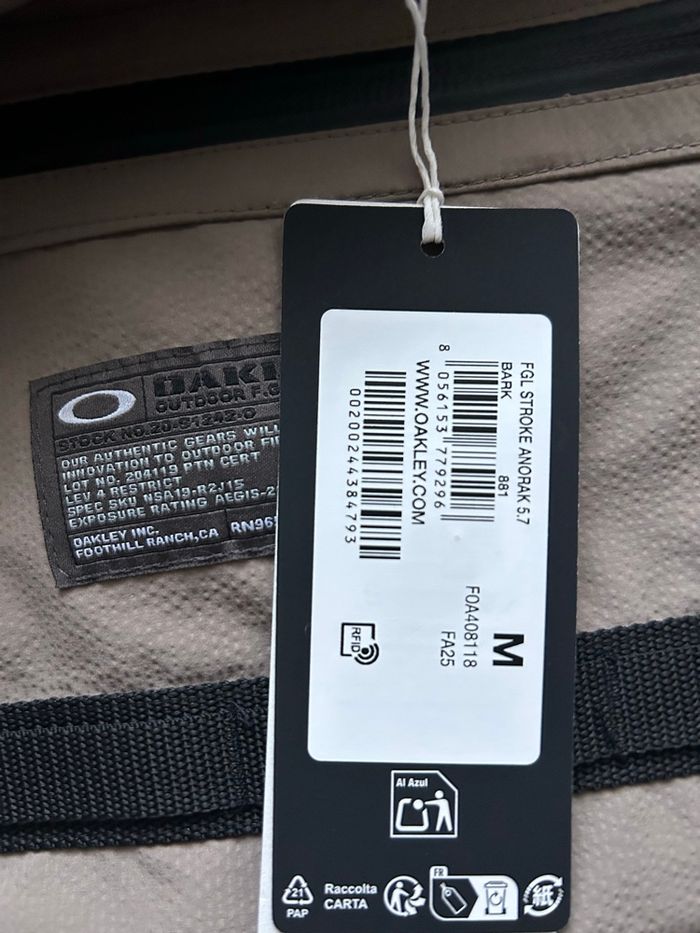 OUTDOOR F.G
STOCK NO.20-S1242-0
OUR AUTHENTIC GEARS WILL
INNOVATION TO OUTDOOR
LOT NO. 204119 PTN CERT
LEV 4 RESTRICT
SPEC SKU NSA19.R2J15
EXPOSURE RATING AEGIS-2
OAKLEY INC.
FOOTHILL RANCH,CA
RN96
FGL STROKE ANORAK 5.7
BARK 881
8 056153 779296
WWW.OAKLEY.COM
00200244384793
M
FOA408118
FA25
RFID
Al Azul
21
PAP
Raccolta
CARTA
FR
紙